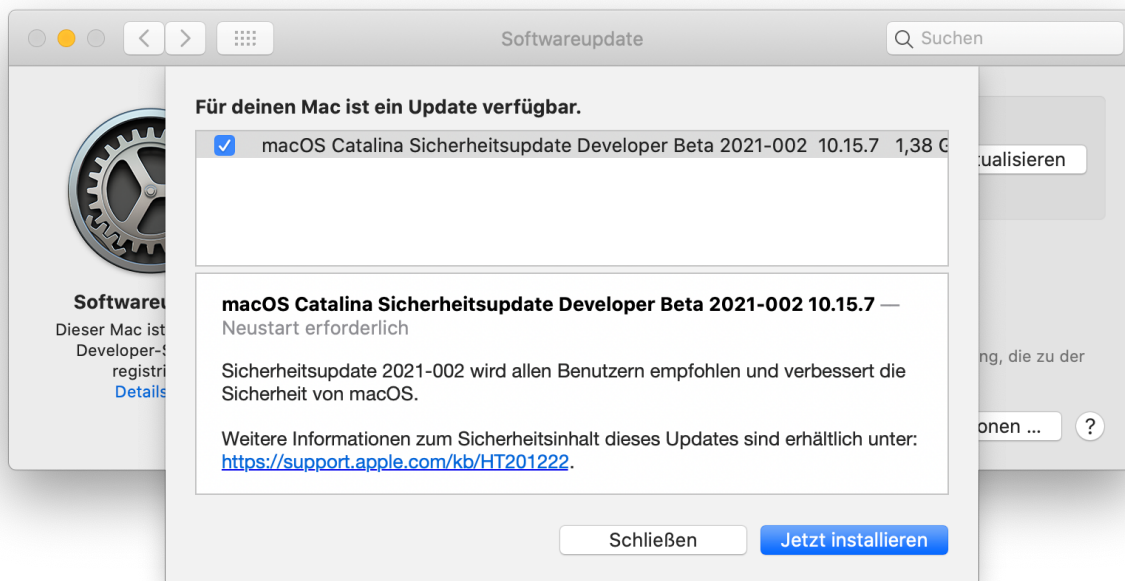 Softwareupdate
Suchen
Für deinen Mac ist ein Update verfügbar.
macOS Catalina Sicherheitsupdate Developer Beta 2021-002 10.15.7 1,38 G
tualisieren
macOS Catalina Sicherheitsupdate Developer Beta 2021-002 10.15.7 —
Neustart erforderlich
Sicherheitsupdate 2021-002 wird allen Benutzern empfohlen und verbessert die
Sicherheit von macOS.
Weitere Informationen zum Sicherheitsinhalt dieses Updates sind erhältlich unter:
https://support.apple.com/kb/HT201222.
Softwareu
Dieser Mac ist
Developer-S
registri
Details
ng, die zu der
onen ...
?
Schließen
Jetzt installieren